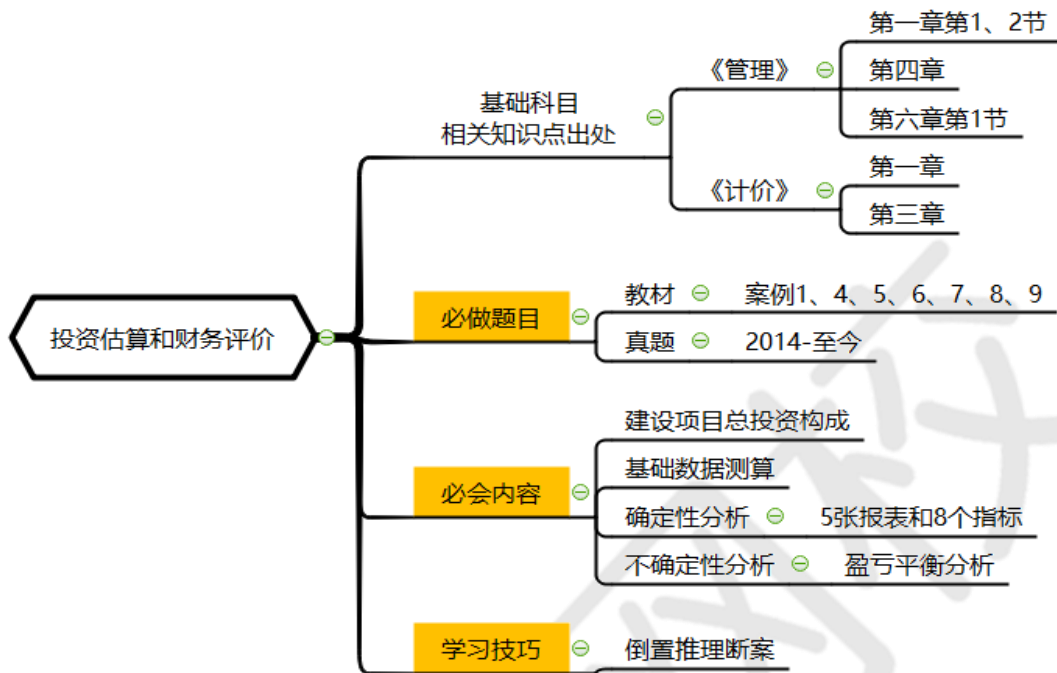 投资估算和财务评价
基础科目
相关知识点出处
《管理》
第一章第1、2节
第四章
第六章第1节
《计价》
第一章
第三章
必做题目
教材
案例1、4、5、6、7、8、9
真题
2014-至今
必会内容
建设项目总投资构成
基础数据测算
确定性分析
5张报表和8个指标
不确定性分析
盈亏平衡分析
学习技巧
倒置推理断案
网校